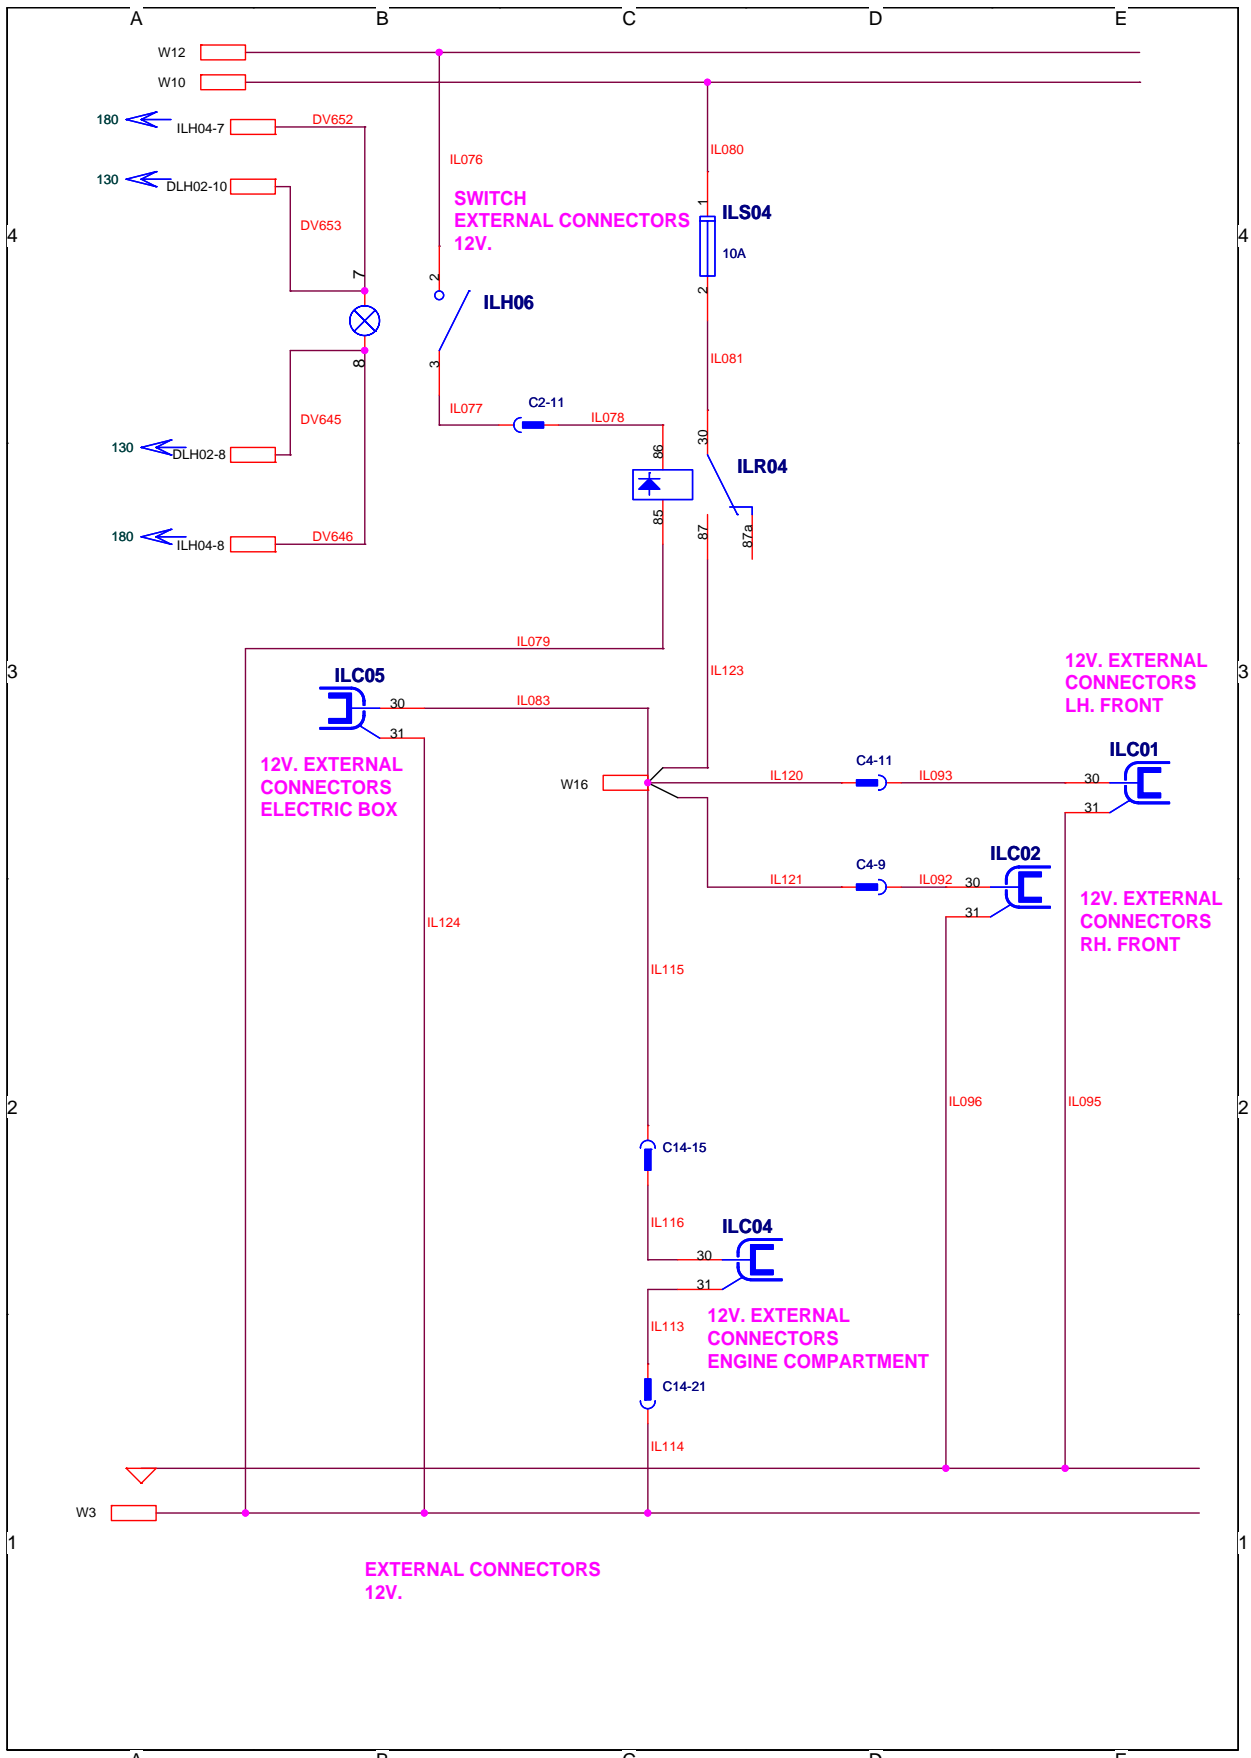 A B C D E
W12
W10
180 ILH04-7 DV652
130 DLH02-10
DV653
IL076
IL080
SWITCH
EXTERNAL CONNECTORS
12V.
1
ILS04
10A
2
4 4
7
8
2
ILH06
3
IL081
DV645
IL077
C2-11
IL078
130 DLH02-8
180 ILH04-8 DV646
86
85
30
ILR04
87
87a
IL079
3 3
ILC05
30
31
IL083
IL123
12V. EXTERNAL
CONNECTORS
LH. FRONT
12V. EXTERNAL
CONNECTORS
ELECTRIC BOX
W16
IL120
C4-11
IL093
30
31
ILC01
IL121
C4-9
IL092
30
31
ILC02
12V. EXTERNAL
CONNECTORS
RH. FRONT
IL124
IL115
2 2
IL096
IL095
C14-15
IL116
ILC04
30
31
12V. EXTERNAL
CONNECTORS
ENGINE COMPARTMENT
IL113
C14-21
IL114
W3
1 1
EXTERNAL CONNECTORS
12V.
A B C D E